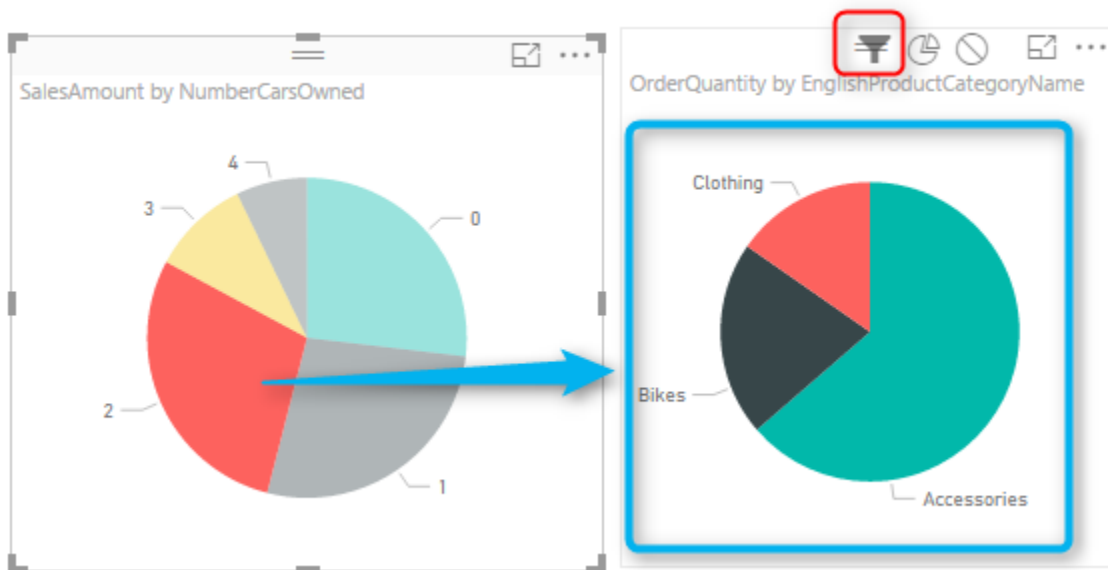 SalesAmount by NumberCarsOwned
4
3
0
2
1
OrderQuantity by EnglishProductCategoryName
Clothing
Bikes
Accessories